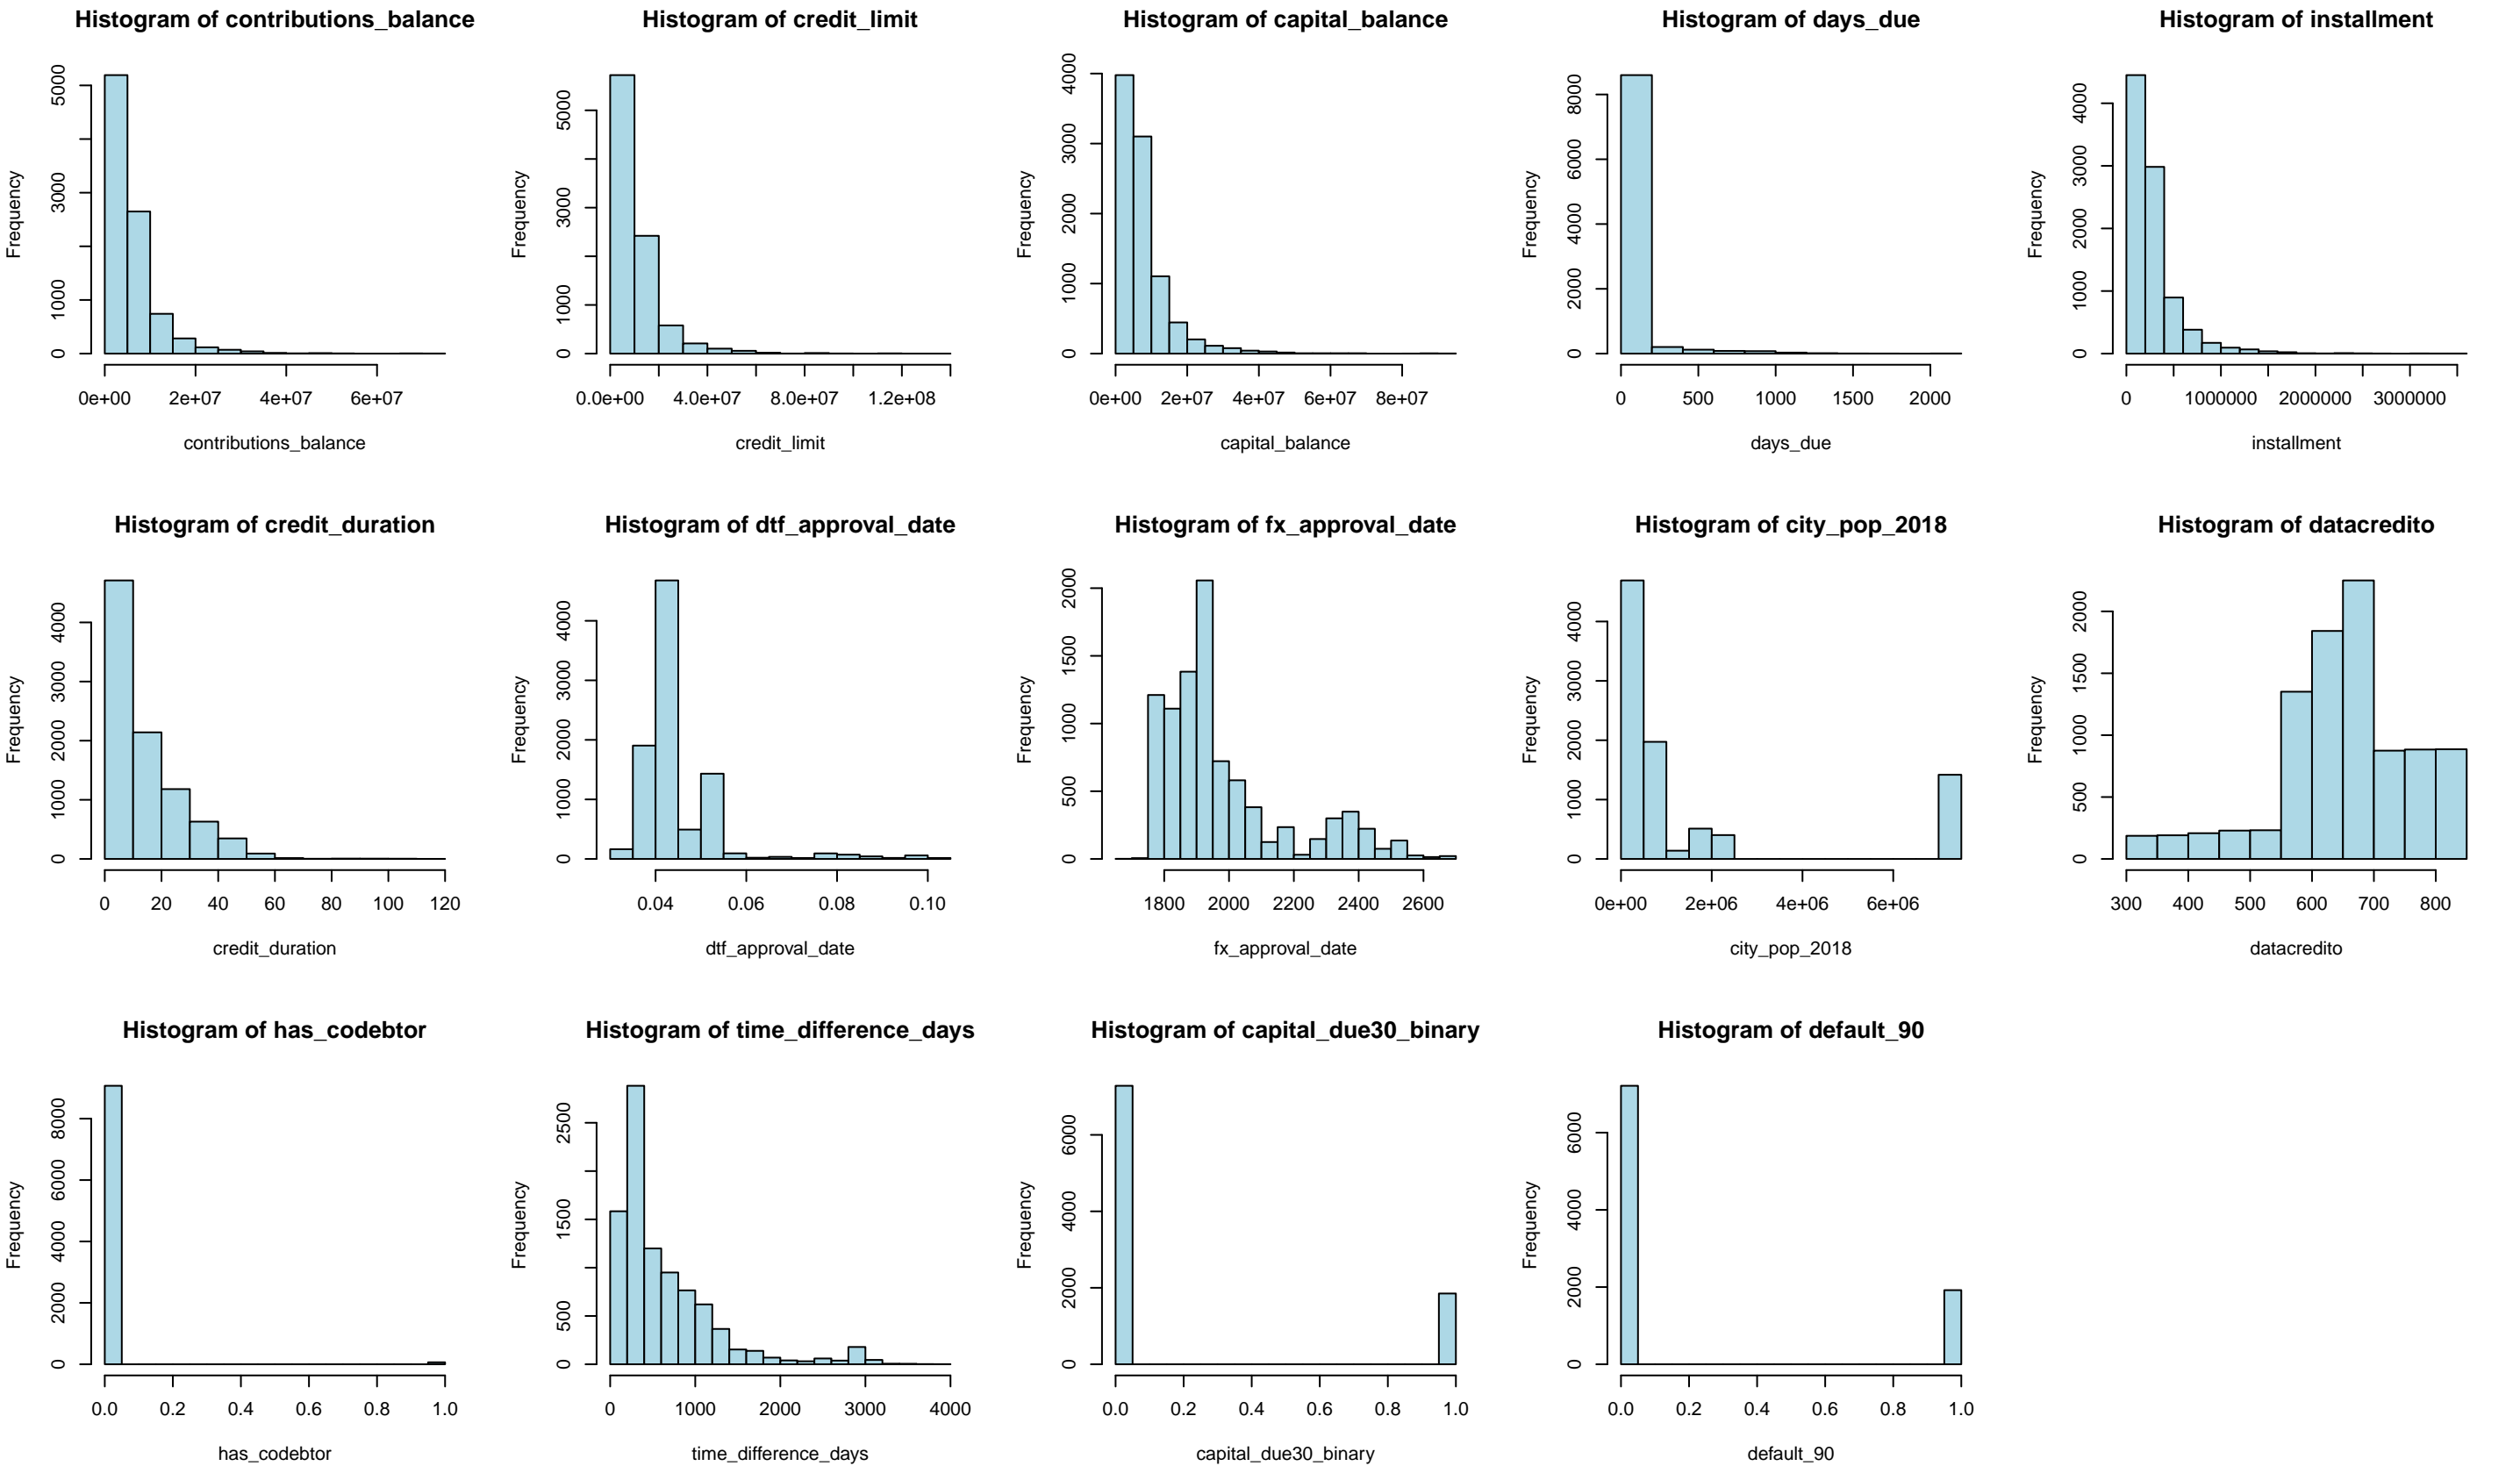 Histogram of contributions_balance
Frequency
0 1000 3000 5000
0e+00 2e+07 4e+07 6e+07
contributions_balance
Histogram of credit_limit
Frequency
0 1000 3000 5000
0.0e+00 4.0e+07 8.0e+07 1.2e+08
credit_limit
Histogram of capital_balance
Frequency
0 1000 2000 3000 4000
0e+00 2e+07 4e+07 6e+07 8e+07
capital_balance
Histogram of days_due
Frequency
0 2000 4000 6000 8000
0 500 1000 1500 2000
days_due
Histogram of installment
Frequency
0 1000 2000 3000 4000
0 1000000 2000000 3000000
installment
Histogram of credit_duration
Frequency
0 1000 2000 3000 4000
0 20 40 60 80 100 120
credit_duration
Histogram of dtf_approval_date
Frequency
0 1000 2000 3000 4000
0.04 0.06 0.08 0.10
dtf_approval_date
Histogram of fx_approval_date
Frequency
0 500 1000 1500 2000
1800 2000 2200 2400 2600
fx_approval_date
Histogram of city_pop_2018
Frequency
0 1000 2000 3000 4000
0e+00 2e+06 4e+06 6e+06
city_pop_2018
Histogram of datacredito
Frequency
0 500 1000 1500 2000
300 400 500 600 700 800
datacredito
Histogram of has_codebtor
Frequency
0 2000 4000 6000 8000
0.0 0.2 0.4 0.6 0.8 1.0
has_codebtor
Histogram of time_difference_days
Frequency
0 500 1500 2500
0 1000 2000 3000 4000
time_difference_days
Histogram of capital_due30_binary
Frequency
0 2000 4000 6000
0.0 0.2 0.4 0.6 0.8 1.0
capital_due30_binary
Histogram of default_90
Frequency
0 2000 4000 6000
0.0 0.2 0.4 0.6 0.8 1.0
default_90